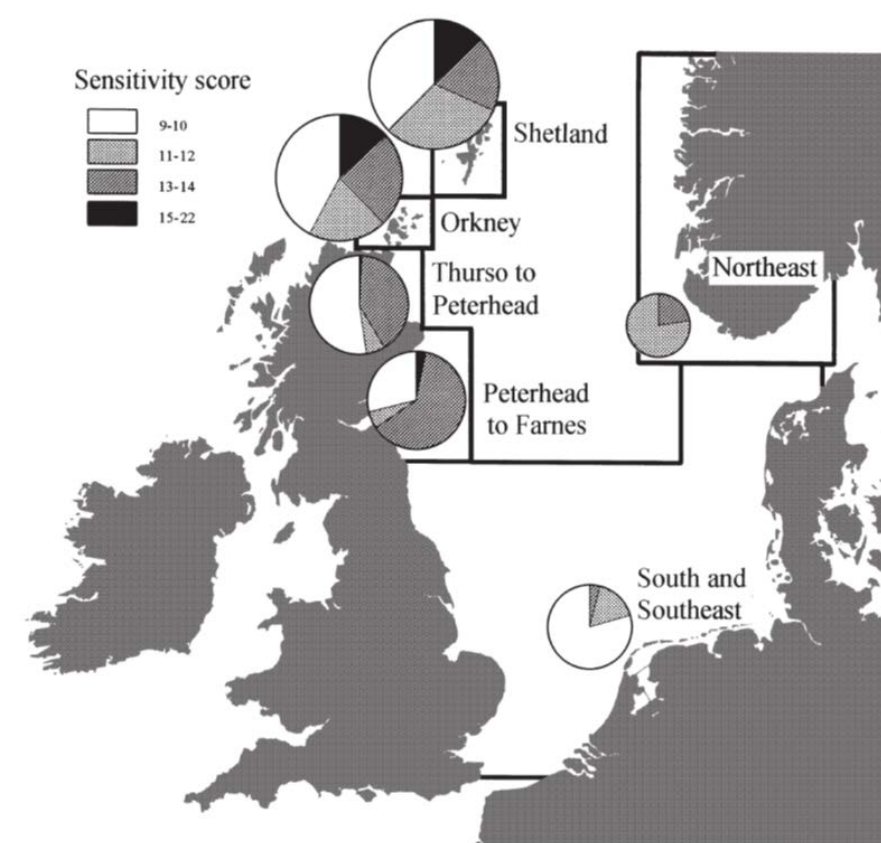 Sensitivity score
9-10
11-12
13-14
15-22
Shetland
Orkney
Thurso to
Peterhead
Northeast
Peterhead
to Farnes
South and
Southeast